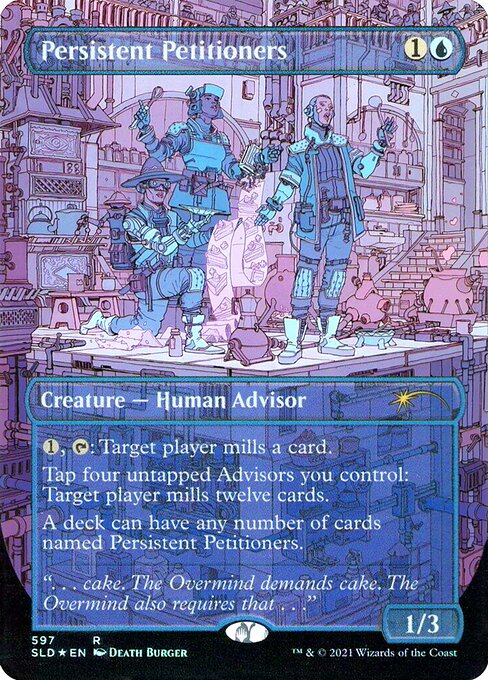 Persistent Petitioners 1
Creature — Human Advisor
1, : Target player mills a card.
Tap four untapped Advisors you control:
Target player mills twelve cards.
A deck can have any number of cards
named Persistent Petitioners.
“. . . cake. The Overmind demands cake. The
Overmind also requires that . . .”
1/3
597 R
SLD ★ EN Death Burger
™ & © 2021 Wizards of the Coast